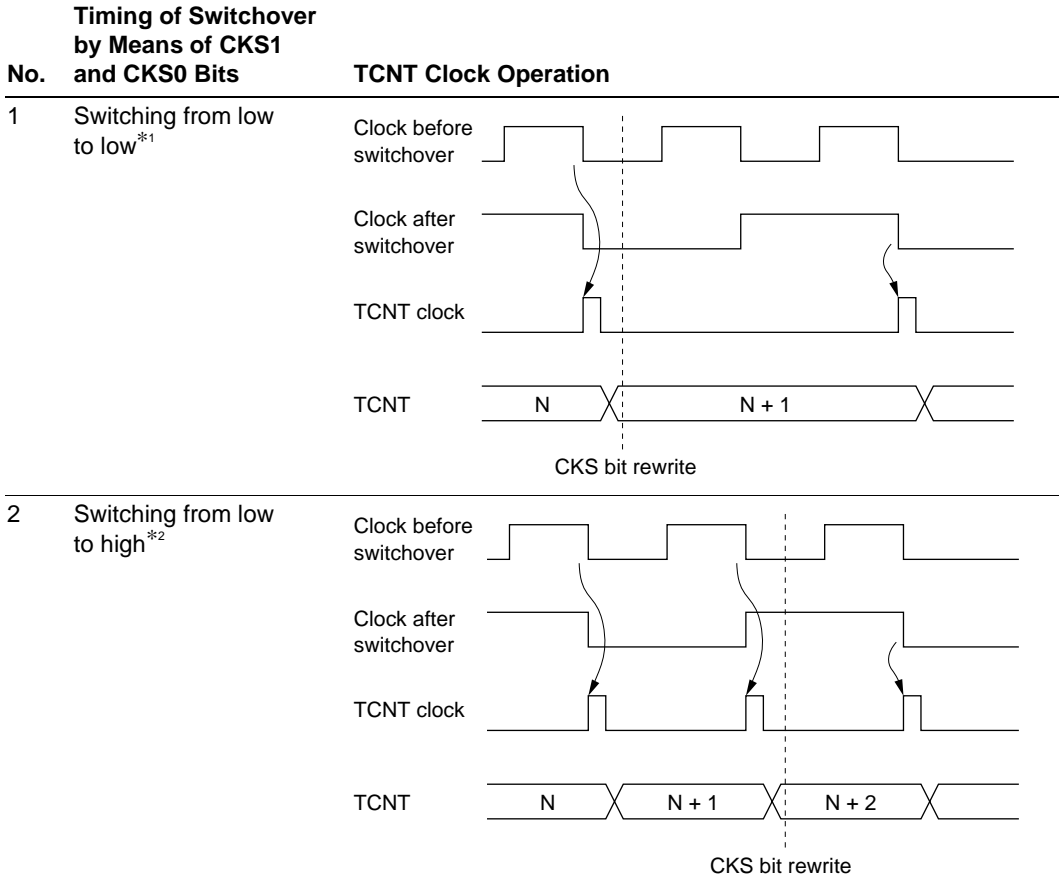 Timing of Switchover
by Means of CKS1
No. and CKS0 Bits TCNT Clock Operation
1 Switching from low
to low*1
Clock before
switchover
Clock after
switchover
TCNT clock
TCNT N N + 1
CKS bit rewrite
2 Switching from low
to high*2
Clock before
switchover
Clock after
switchover
TCNT clock
TCNT N N + 1 N + 2
CKS bit rewrite